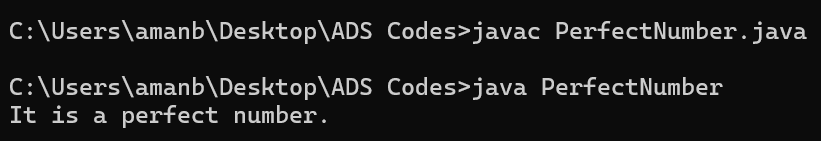 C:\Users\amanb\Desktop\ADS Codes>javac PerfectNumber.java
C:\Users\amanb\Desktop\ADS Codes>java PerfectNumber
It is a perfect number.